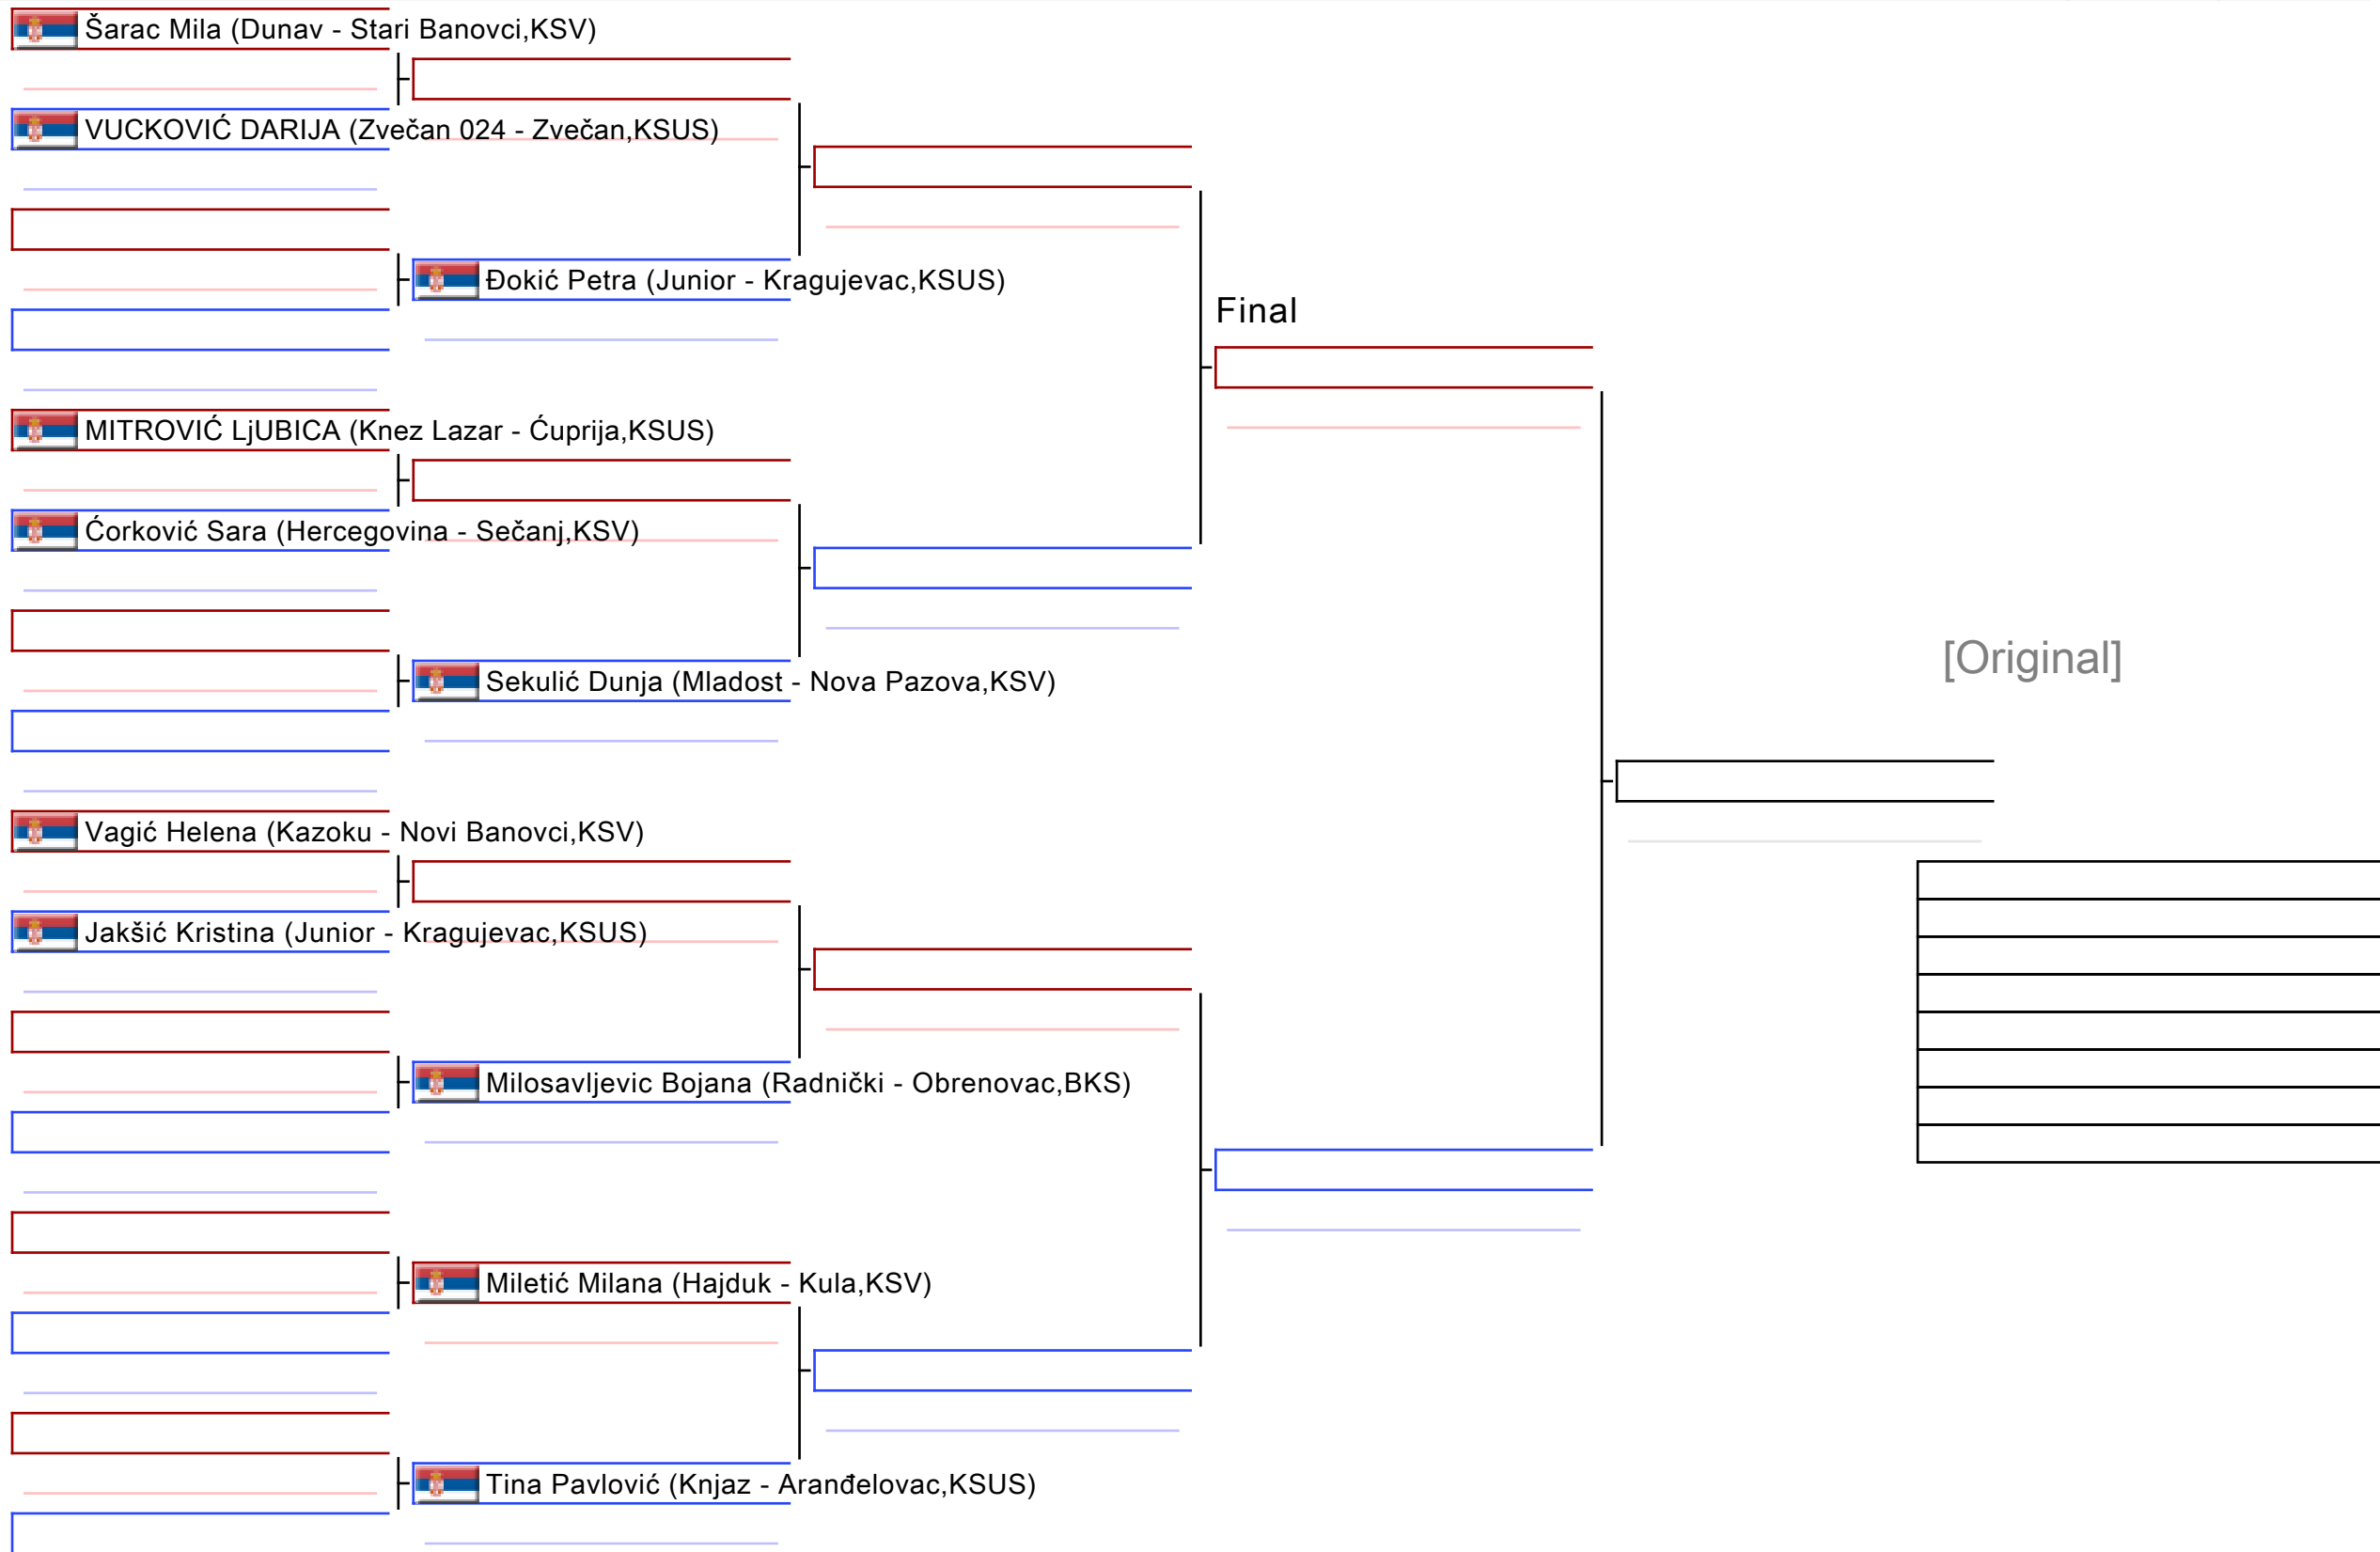 Šarac Mila (Dunav - Stari Banovci,KSV)
VUCKOVIĆ DARIJA (Zvečan 024 - Zvečan,KSUS)
Đokić Petra (Junior - Kragujevac,KSUS)
Final
MITROVIĆ LjUBICA (Knez Lazar - Ćuprija,KSUS)
Ćorković Sara (Hercegovina - Sečanj,KSV)
[Original]
Sekulić Dunja (Mladost - Nova Pazova,KSV)
Vagić Helena (Kazoku - Novi Banovci,KSV)
Jakšić Kristina (Junior - Kragujevac,KSUS)
Milosavljevic Bojana (Radnički - Obrenovac,BKS)
Miletić Milana (Hajduk - Kula,KSV)
Tina Pavlović (Knjaz - Aranđelovac,KSUS)